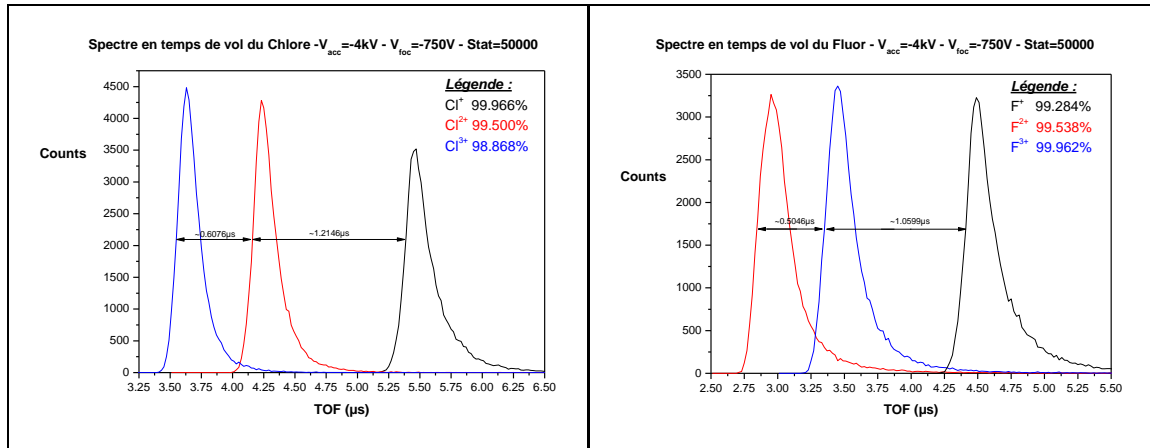 Spectre en temps de vol du Chlore -V_acc=-4kV - V_foc=-750V - Stat=50000
4500
4000
3500
3000
2500
2000
1500
1000
500
0
Counts
Légende :
Cl⁺ 99.966%
Cl²⁺ 99.500%
Cl³⁺ 98.868%
~0.6076µs
~1.2146µs
3.25 3.50 3.75 4.00 4.25 4.50 4.75 5.00 5.25 5.50 5.75 6.00 6.25 6.50
TOF (µs)
Spectre en temps de vol du Fluor - V_acc=-4kV - V_foc=-750V - Stat=50000
3500
3000
2500
2000
1500
1000
500
0
Counts
Légende :
F⁺ 99.284%
F²⁺ 99.538%
F³⁺ 99.962%
~0.5046µs
~1.0599µs
2.50 2.75 3.00 3.25 3.50 3.75 4.00 4.25 4.50 4.75 5.00 5.25 5.50
TOF (µs)